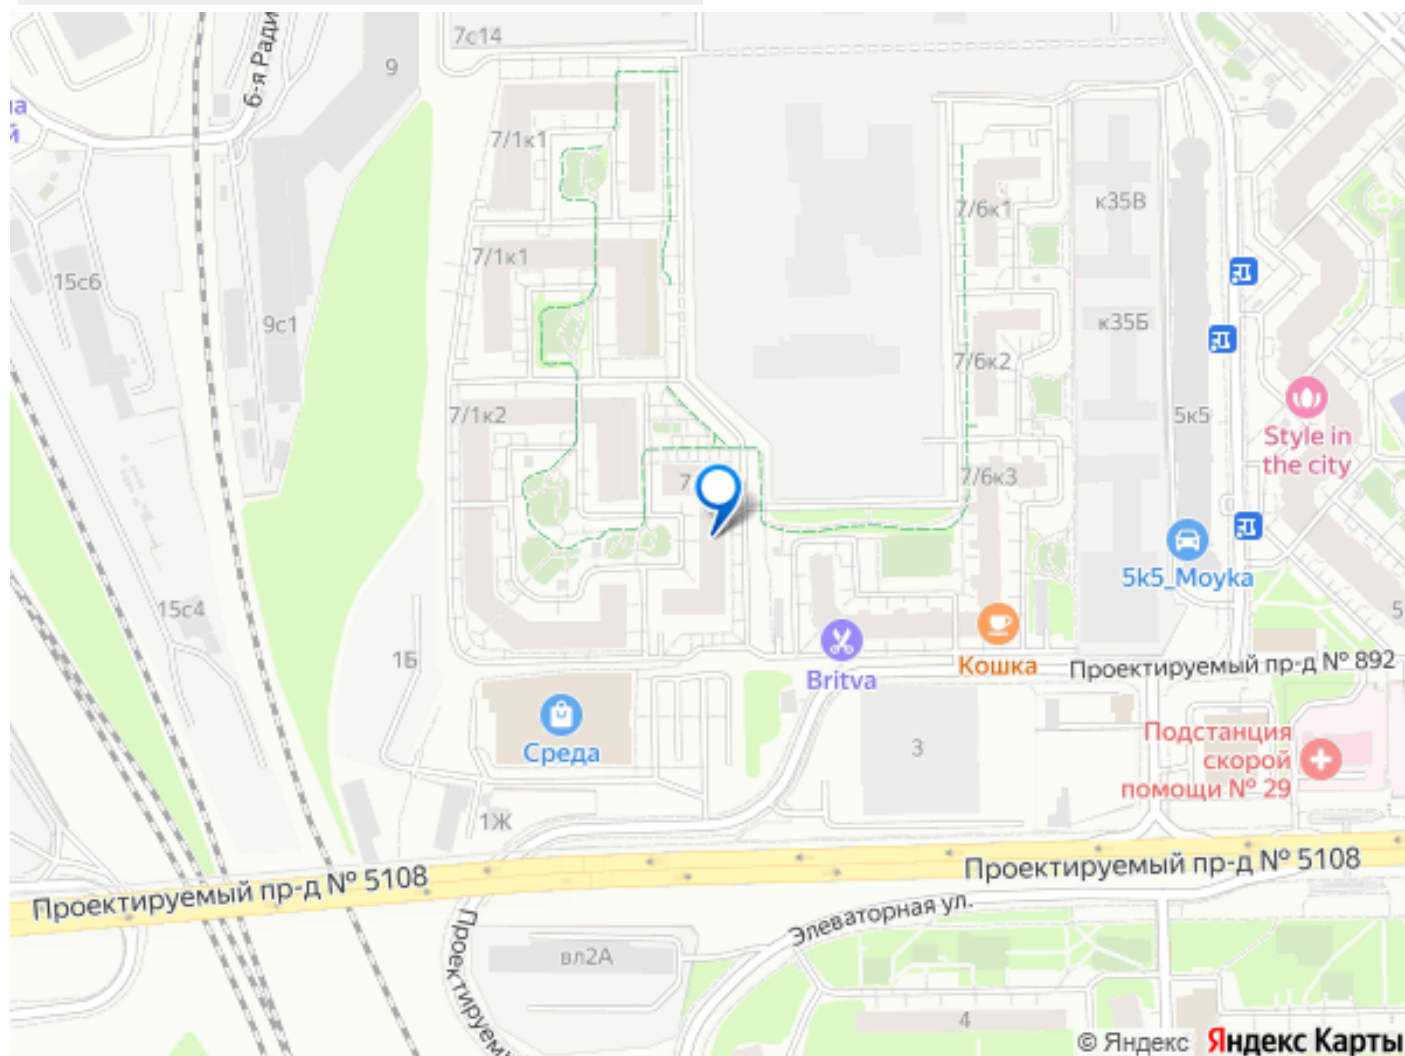 7с14
9
6-я Ради
на
й
7/1к1
к35В
7/6к1
7/1к1
15с6
9с1
к35Б
7/6к2
7/1к2
5к5
Style in
the city
7/6к3
7
5k5_Moyka
15с4
5
1Б
Britva
Кошка
Проектируемый пр-д № 892
Среда
3
Подстанция
скорой
помощи № 29
1Ж
Проектируемый пр-д № 5108
Проектируемый пр-д № 5108
Элеваторная ул.
Проектируем
вл2А
4
© Яндекс Яндекс Карты